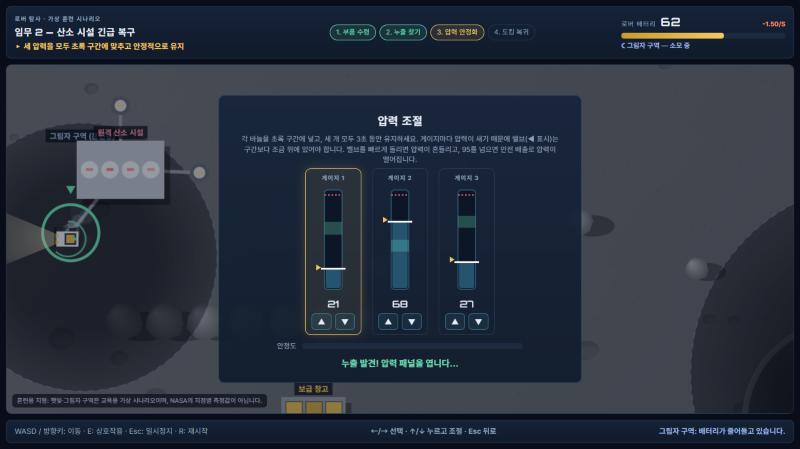 로버 탐사 · 가상 훈련 시나리오
임무 2 — 산소 시설 긴급 복구
▸ 세 압력을 모두 초록 구간에 맞추고 안정적으로 유지
1. 부품 수령
2. 누출 찾기
3. 압력 안정화
4. 도킹 복귀
로버 배터리 62 -1.50/S
☾ 그림자 구역 — 소모 중
그림자 구역
원격 산소 시설
압력 조절
각 바늘을 초록 구간에 넣고, 세 개 모두 3초 동안 유지하세요. 게이지마다 압력이 새기 때문에 밸브(◀ 표시)는
구간보다 조금 위에 있어야 합니다. 밸브를 빠르게 돌리면 압력이 흔들리고, 95를 넘으면 안전 배출로 압력이
떨어집니다.
게이지 1
게이지 2
게이지 3
21
68
27
▲ ▼
▲ ▼
▲ ▼
안정도
누출 발견! 압력 패널을 엽니다...
보급 창고
훈련용 지형: 햇빛·그림자 구역은 교육용 가상 시나리오이며, NASA의 지점별 측정값이 아닙니다.
WASD / 방향키: 이동 · E: 상호작용 · Esc: 일시정지 · R: 재시작
←/→ 선택 · ↑/↓ 누르고 조절 · Esc 뒤로
그림자 구역: 배터리가 줄어들고 있습니다.